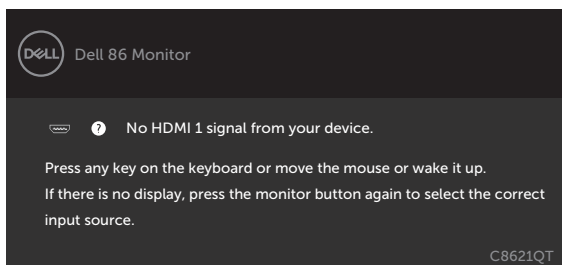 DELL
Dell 86 Monitor
? No HDMI 1 signal from your device.
Press any key on the keyboard or move the mouse or wake it up.
If there is no display, press the monitor button again to select the correct
input source.
C8621QT